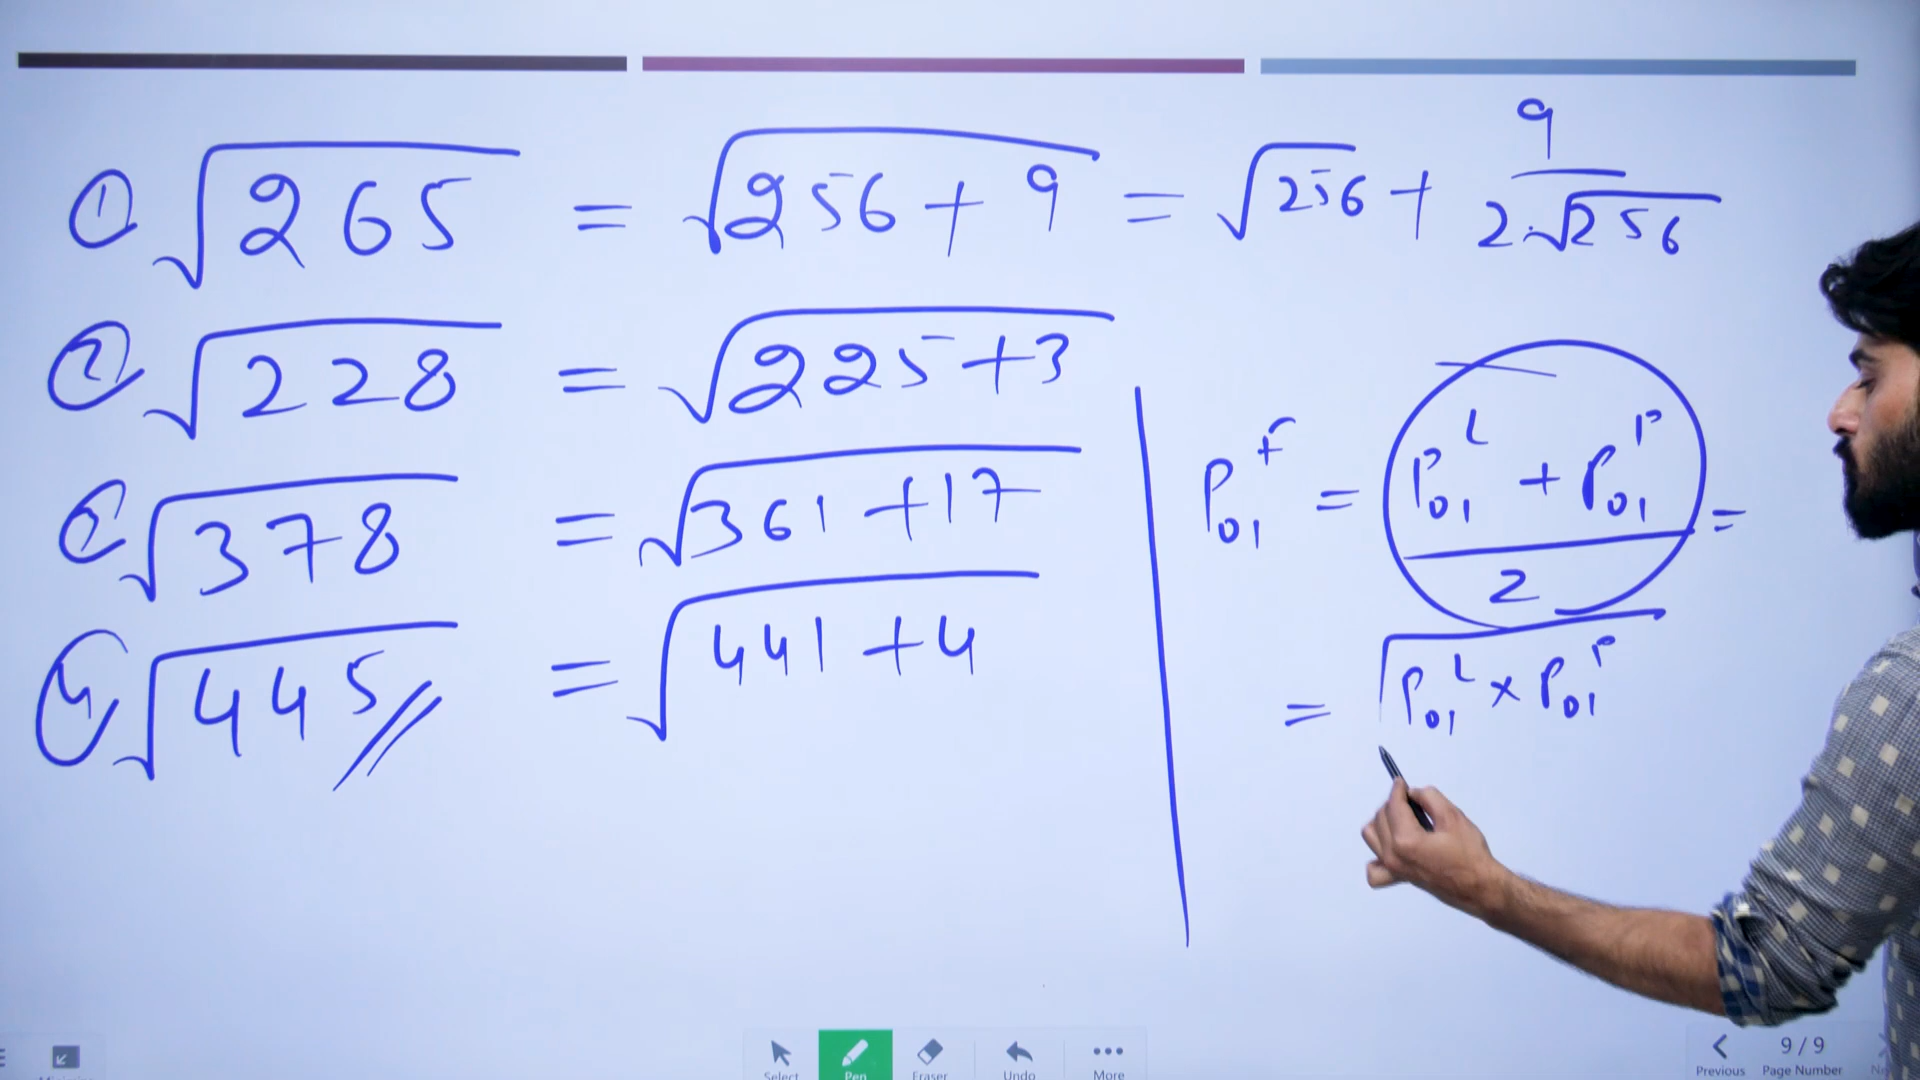 ① √265 = √256 + 9 = √256 + 9 / 2·√256
② √228 = √225 + 3
√378 = √361 + 17
④ √445 = √441 + 4
P₀₁ᶠ = P₀₁ᴸ + P₀₁ᴾ / 2 =
= √P₀₁ᴸ × P₀₁ᴾ
Select
Pen
Eraser
Undo
More
Previous
9 / 9
Page Number